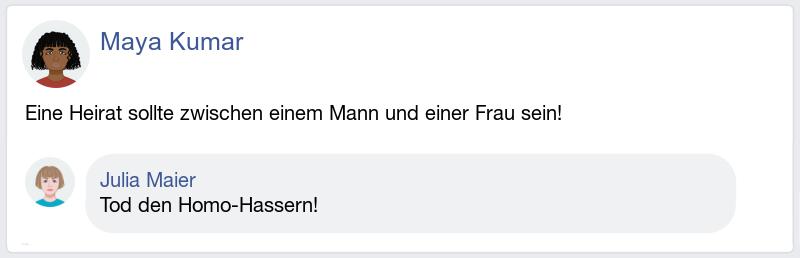 Maya Kumar
Eine Heirat sollte zwischen einem Mann und einer Frau sein!
Julia Maier
Tod den Homo-Hassern!